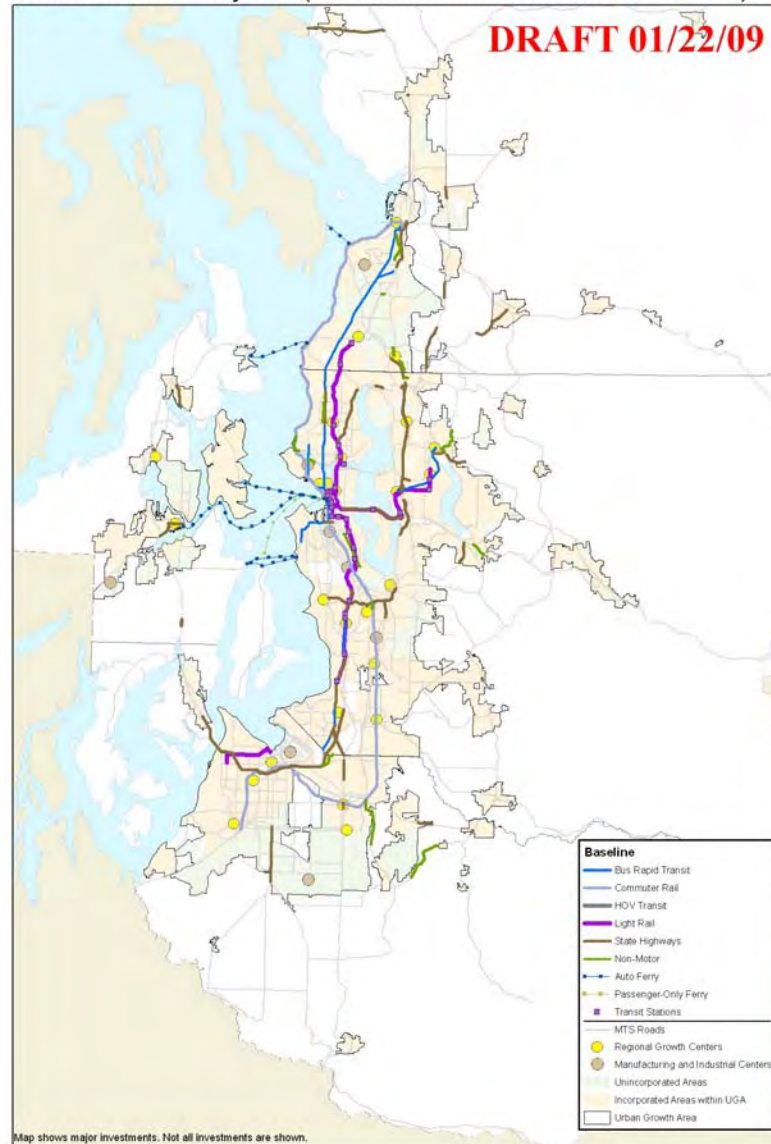 DRAFT 01/22/09
Baseline
Bus Rapid Transit
Commuter Rail
HOV Transit
Light Rail
State Highways
Non-Motor
Auto Ferry
Passenger-Only Ferry
Transit Stations
MTS Roads
Regional Growth Centers
Manufacturing and Industrial Centers
Unincorporated Areas
Incorporated Areas within UGA
Urban Growth Area
Map shows major investments. Not all investments are shown.